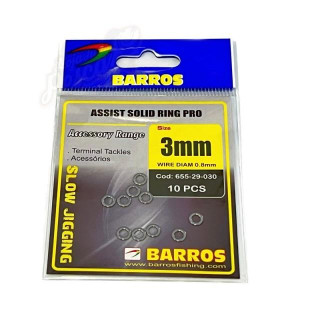 BARROS
ASSIST SOLID RING PRO
Accessory Range
. Terminal Tackles
. Acessórios
Size
3mm
WIRE DIAM 0.8mm
Cod: 655-29-030
10 PCS
SLOW JIGGING
BARROS
www.barrosfishing.com